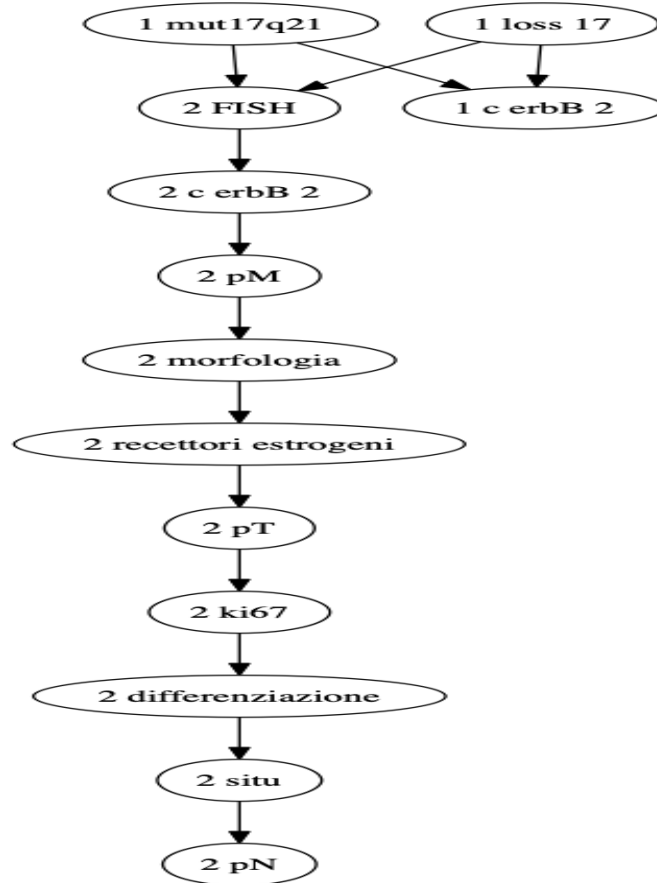 1 mut17q21
1 loss 17
2 FISH
1 c erbB 2
2 c erbB 2
2 pM
2 morfologia
2 recettori estrogeni
2 pT
2 ki67
2 differenziazione
2 situ
2 pN